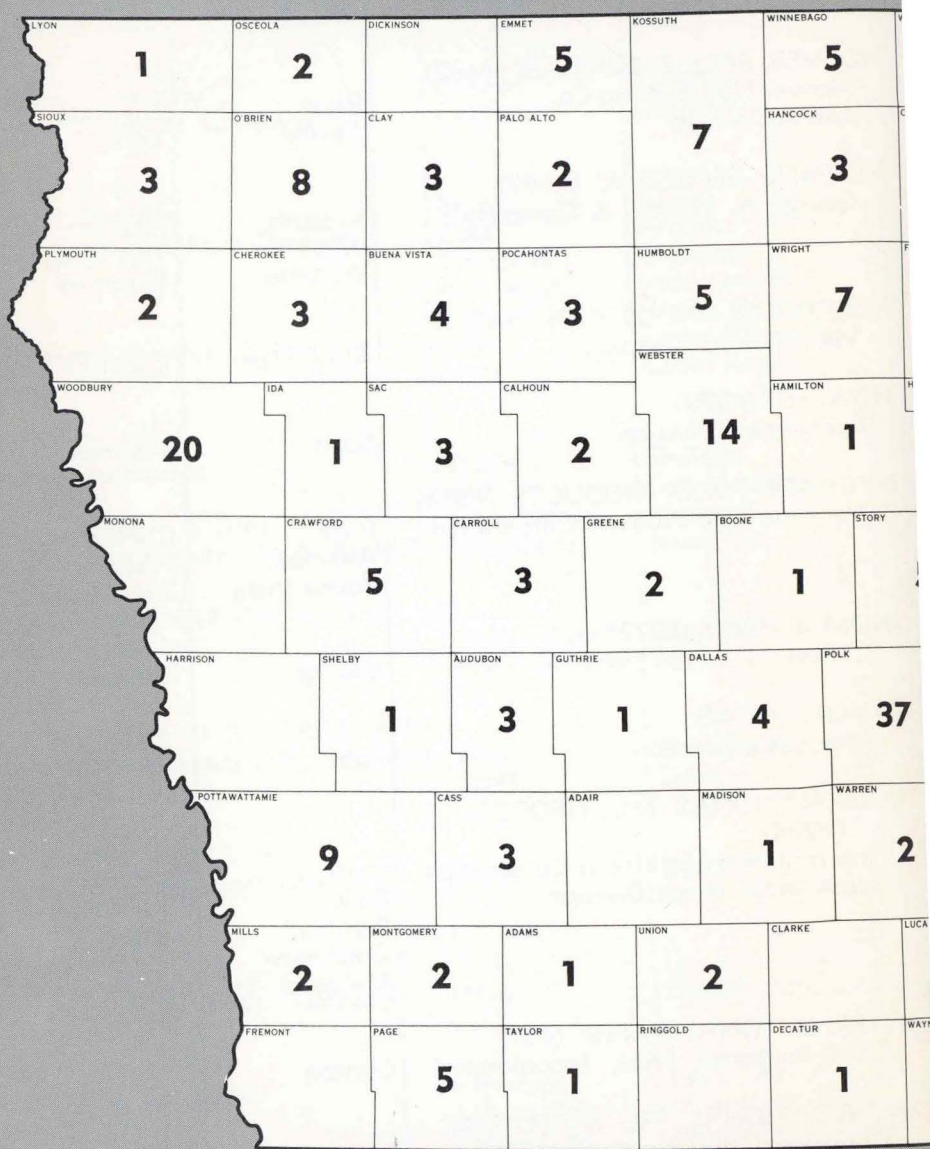 LYON OSCEOLA DICKINSON EMMET KOSSUTH WINNEBAGO W
1 2 5 5
SIOUX O'BRIEN CLAY PALO ALTO HANCOCK C
3 8 3 2 7 3
PLYMOUTH CHEROKEE BUENA VISTA POCAHONTAS HUMBOLDT WRIGHT F
2 3 4 3 5 7
WEBSTER
WOODBURY IDA SAC CALHOUN HAMILTON H
20 1 3 2 14 1
MONONA CRAWFORD CARROLL GREENE BOONE STORY
5 3 2 1
HARRISON SHELBY AUDUBON GUTHRIE DALLAS POLK
1 3 1 4 37
POTTAWATTAMIE CASS ADAIR MADISON WARREN
9 3 1 2
MILLS MONTGOMERY ADAMS UNION CLARKE LUCA
2 2 1 2
FREMONT PAGE TAYLOR RINGGOLD DECATUR WAYN
5 1 1